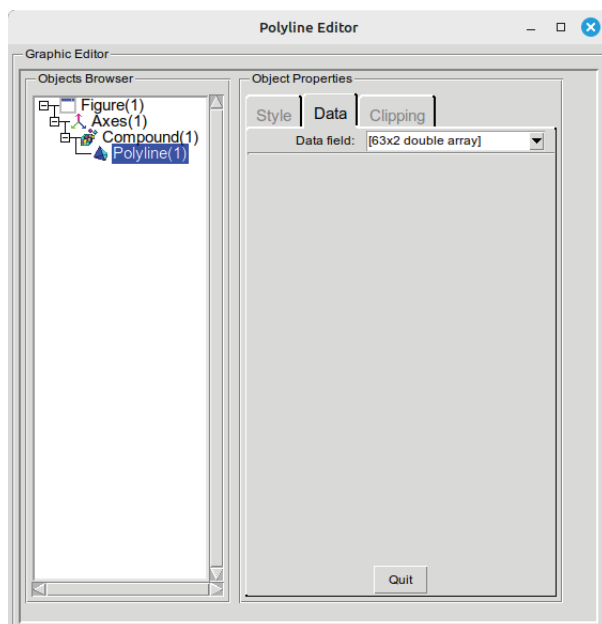 Polyline Editor
Graphic Editor
Objects Browser
Figure(1)
Axes(1)
Compound(1)
Polyline(1)
Object Properties
Style Data Clipping
Data field: [63x2 double array]
Quit